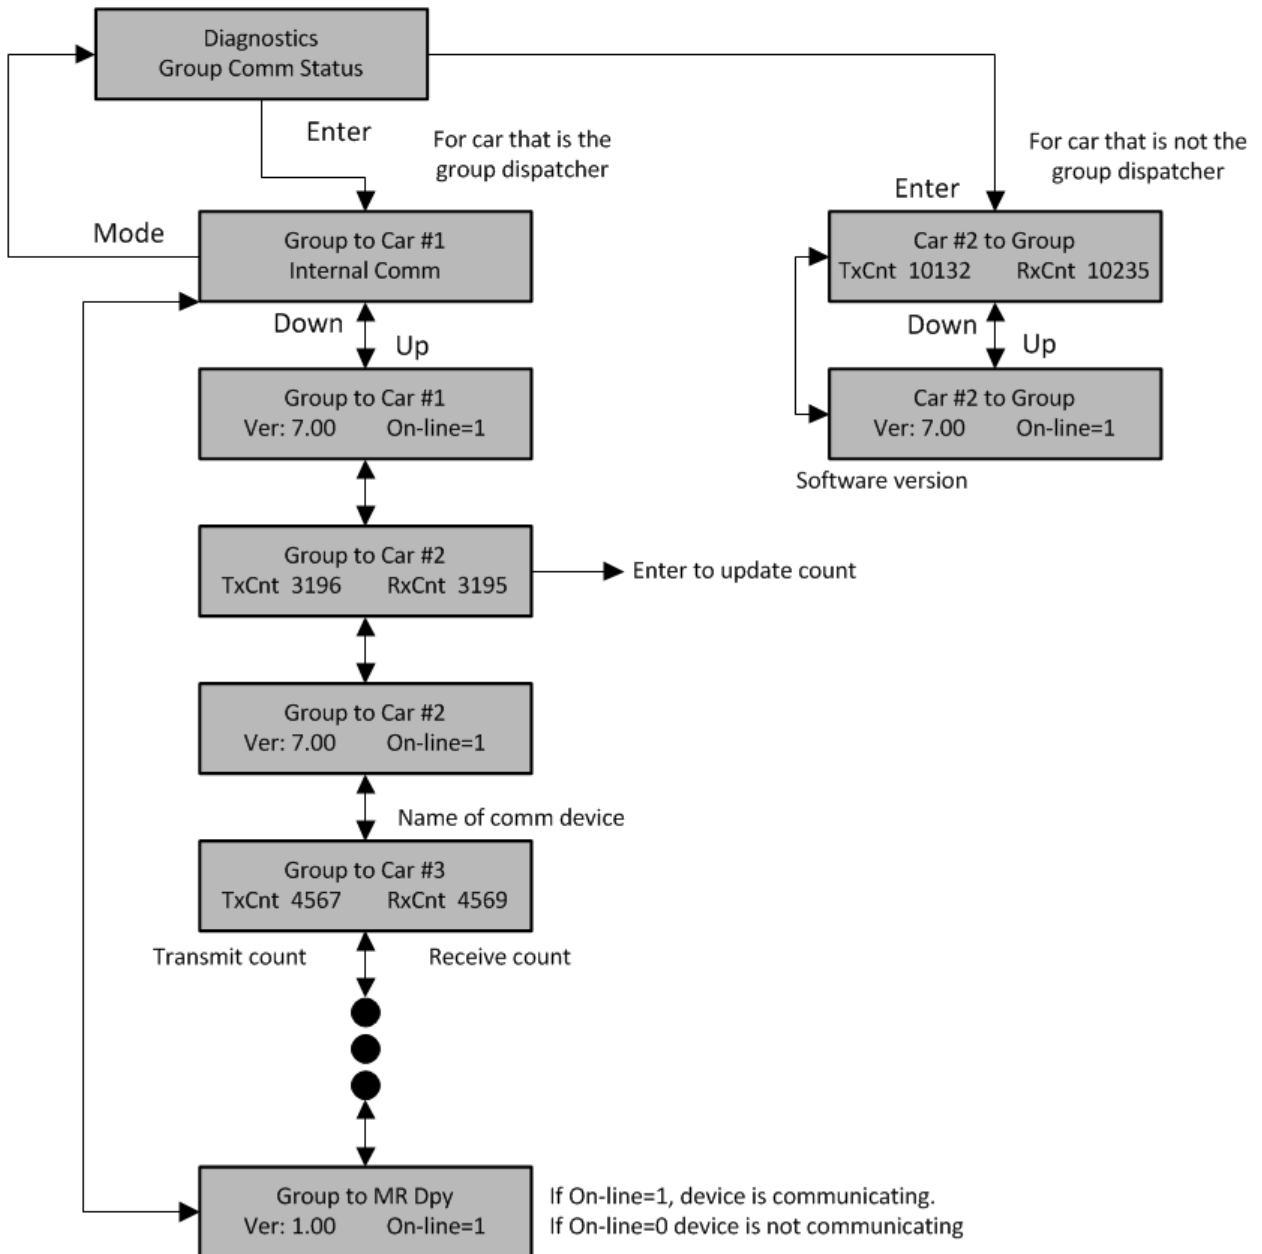 Diagnostics
Group Comm Status
Enter
For car that is the
group dispatcher
For car that is not the
group dispatcher
Enter
Mode
Group to Car #1
Internal Comm
Car #2 to Group
TxCnt 10132 RxCnt 10235
Down
Up
Down
Up
Group to Car #1
Ver: 7.00 On-line=1
Car #2 to Group
Ver: 7.00 On-line=1
Software version
Group to Car #2
TxCnt 3196 RxCnt 3195
Enter to update count
Group to Car #2
Ver: 7.00 On-line=1
Name of comm device
Group to Car #3
TxCnt 4567 RxCnt 4569
Transmit count
Receive count
Group to MR Dpy
Ver: 1.00 On-line=1
If On-line=1, device is communicating.
If On-line=0 device is not communicating